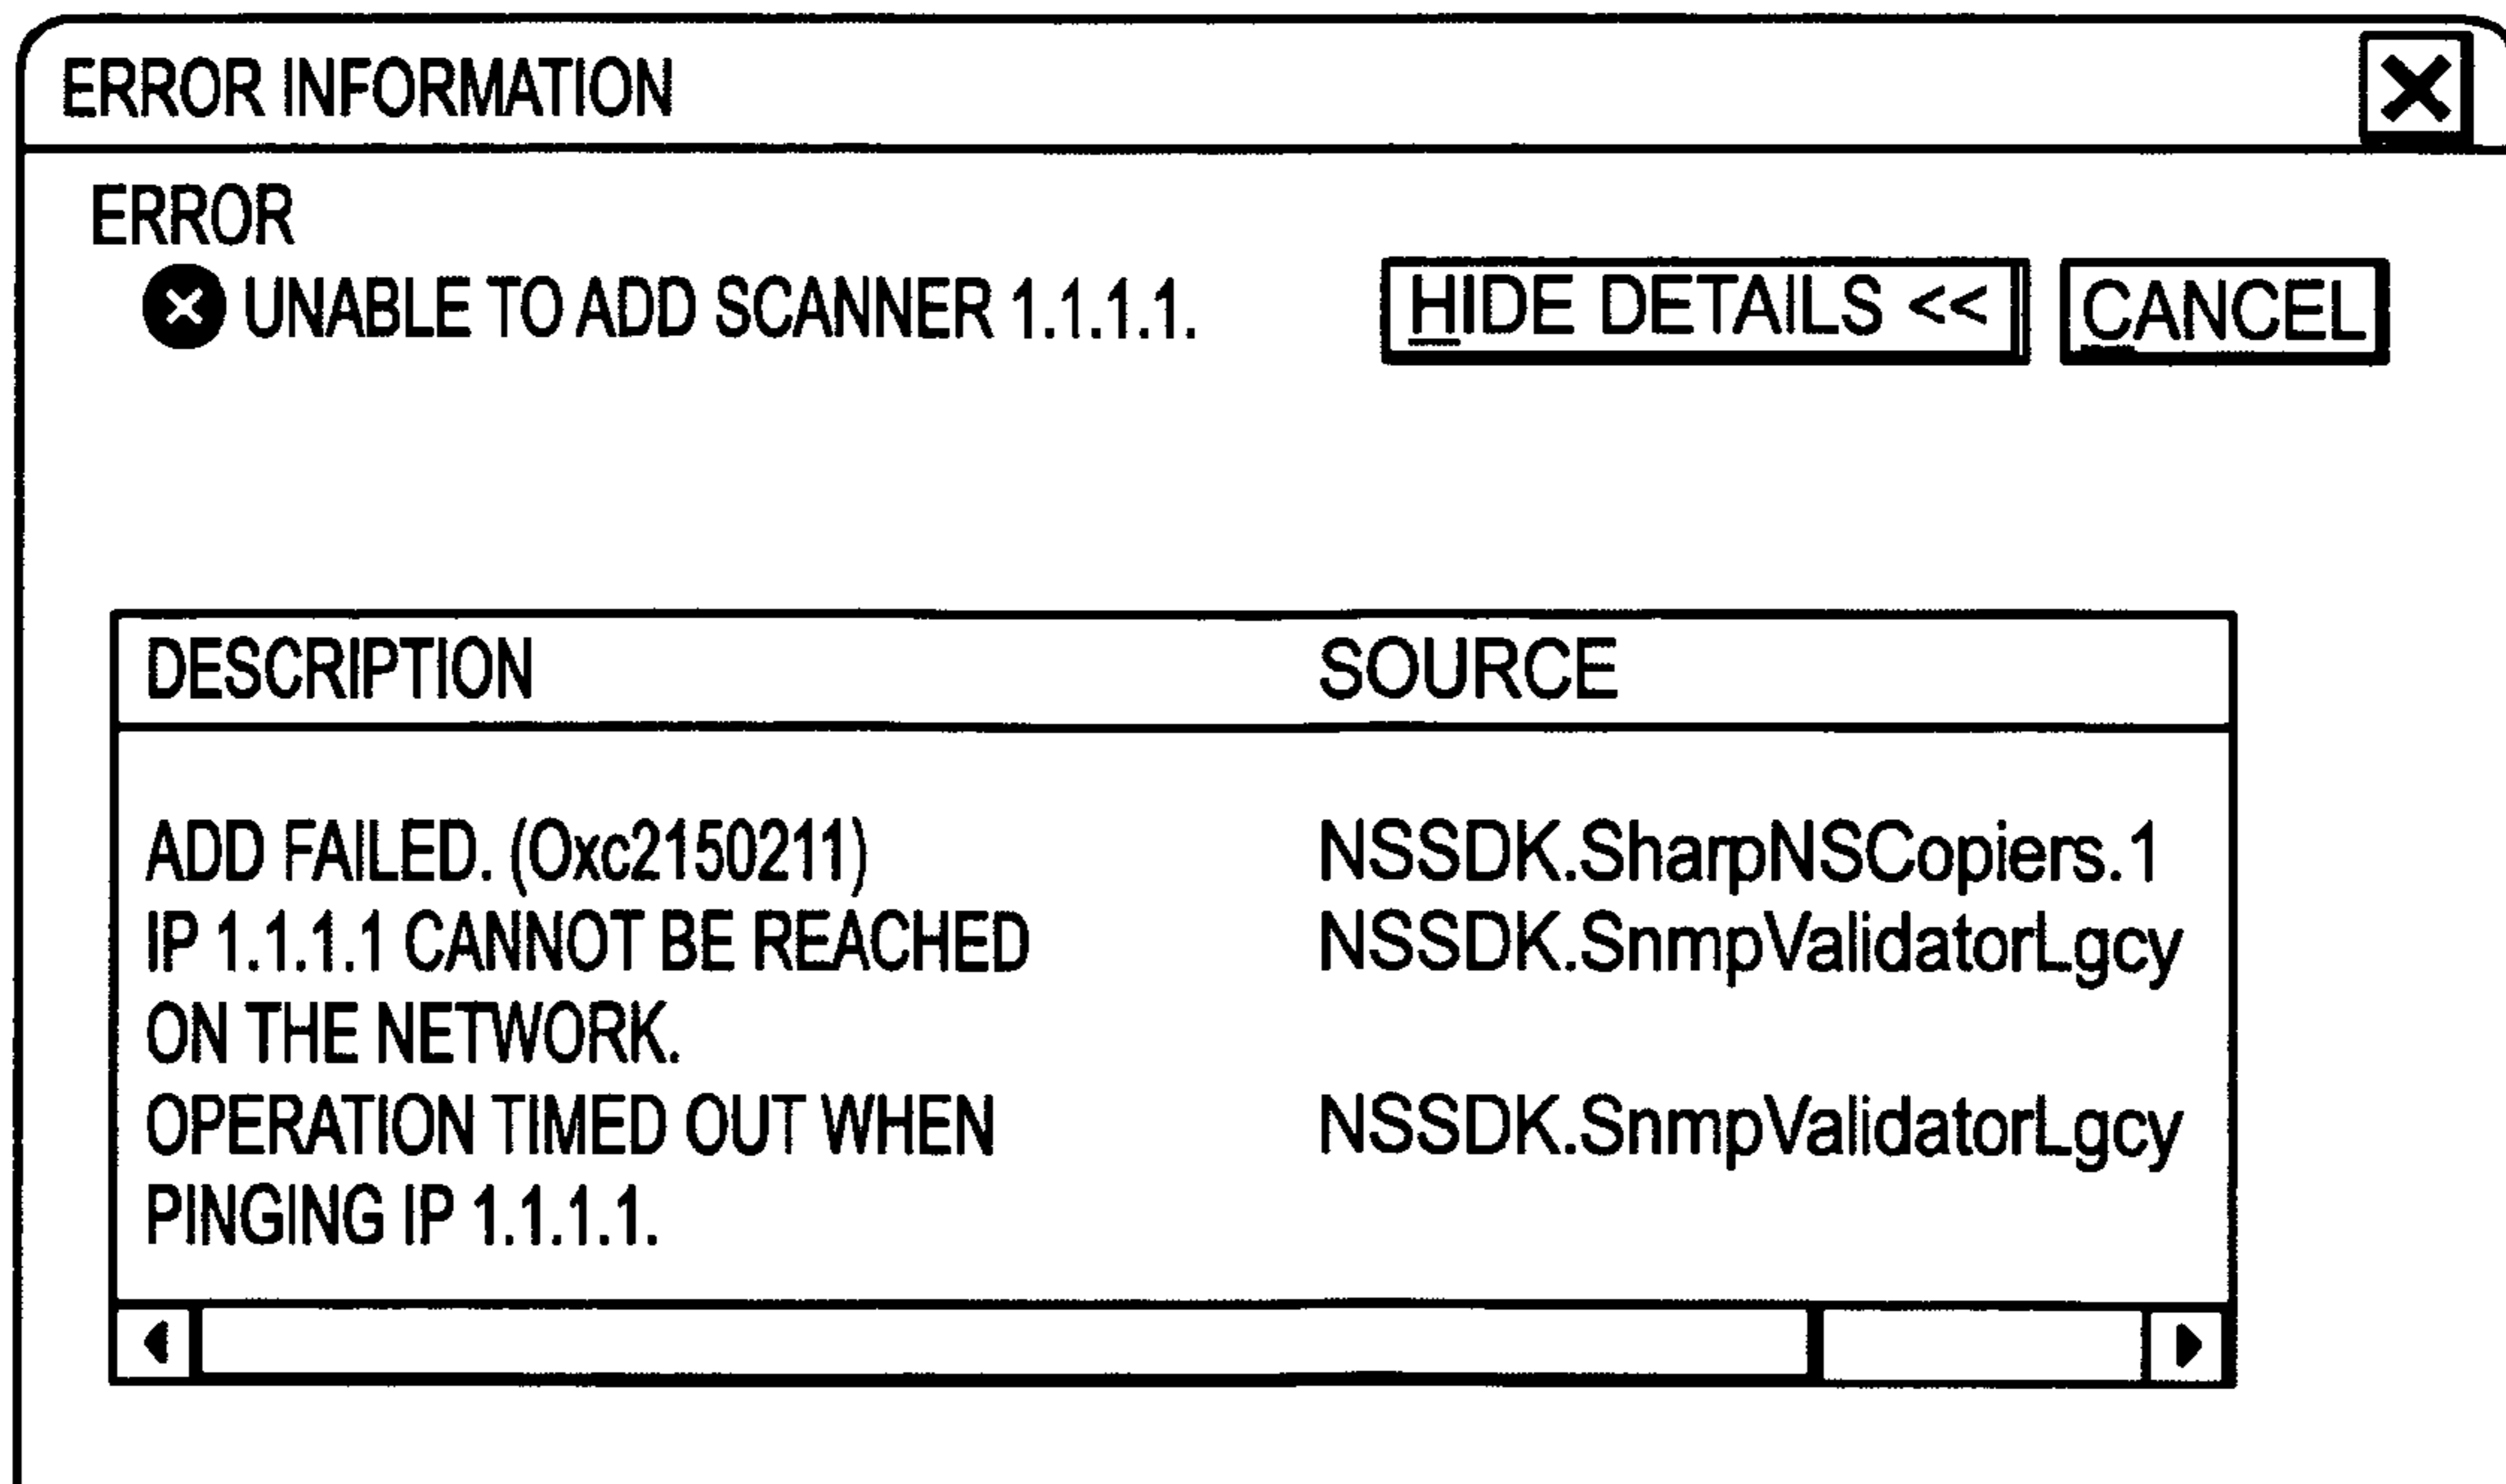 ERROR INFORMATION
ERROR
UNABLE TO ADD SCANNER 1.1.1.1.
HIDE DETAILS <<
CANCEL
DESCRIPTION SOURCE
ADD FAILED. (0xc2150211) NSSDK.SharpNSCopiers.1
IP 1.1.1.1 CANNOT BE REACHED NSSDK.SnmpValidatorLgcy
ON THE NETWORK.
OPERATION TIMED OUT WHEN NSSDK.SnmpValidatorLgcy
PINGING IP 1.1.1.1.